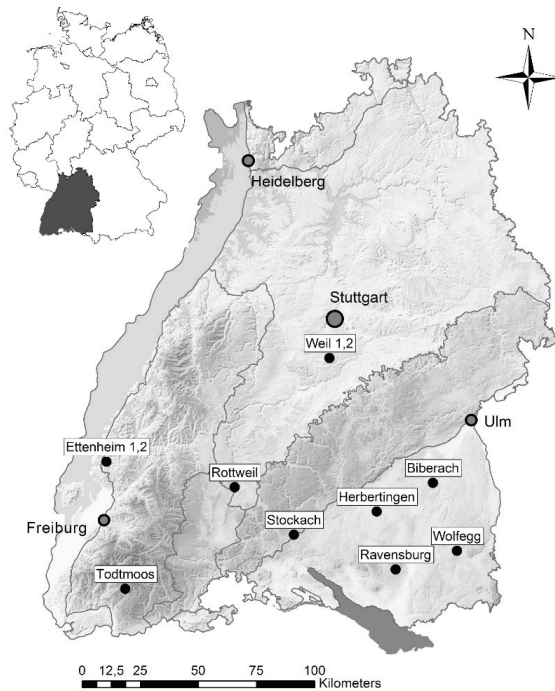 N
Heidelberg
Stuttgart
Weil 1,2
Ulm
Ettenheim 1,2
Rottweil
Biberach
Herbertingen
Freiburg
Stockach
Wolfegg
Ravensburg
Todtmoos
0 12,5 25 50 75 100
Kilometers